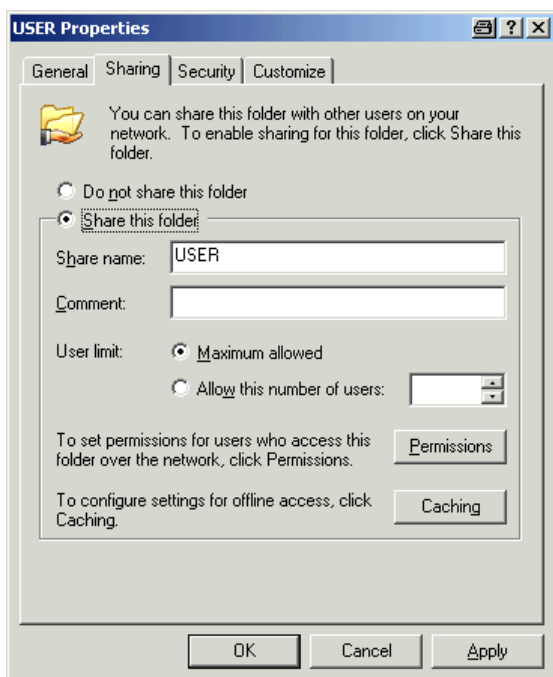 USER Properties
General Sharing Security Customize
You can share this folder with other users on your
network. To enable sharing for this folder, click Share this
folder.
Do not share this folder
Share this folder
Share name: USER
Comment:
User limit: Maximum allowed
Allow this number of users:
To set permissions for users who access this
folder over the network, click Permissions.
Permissions
To configure settings for offline access, click
Caching.
Caching
OK Cancel Apply